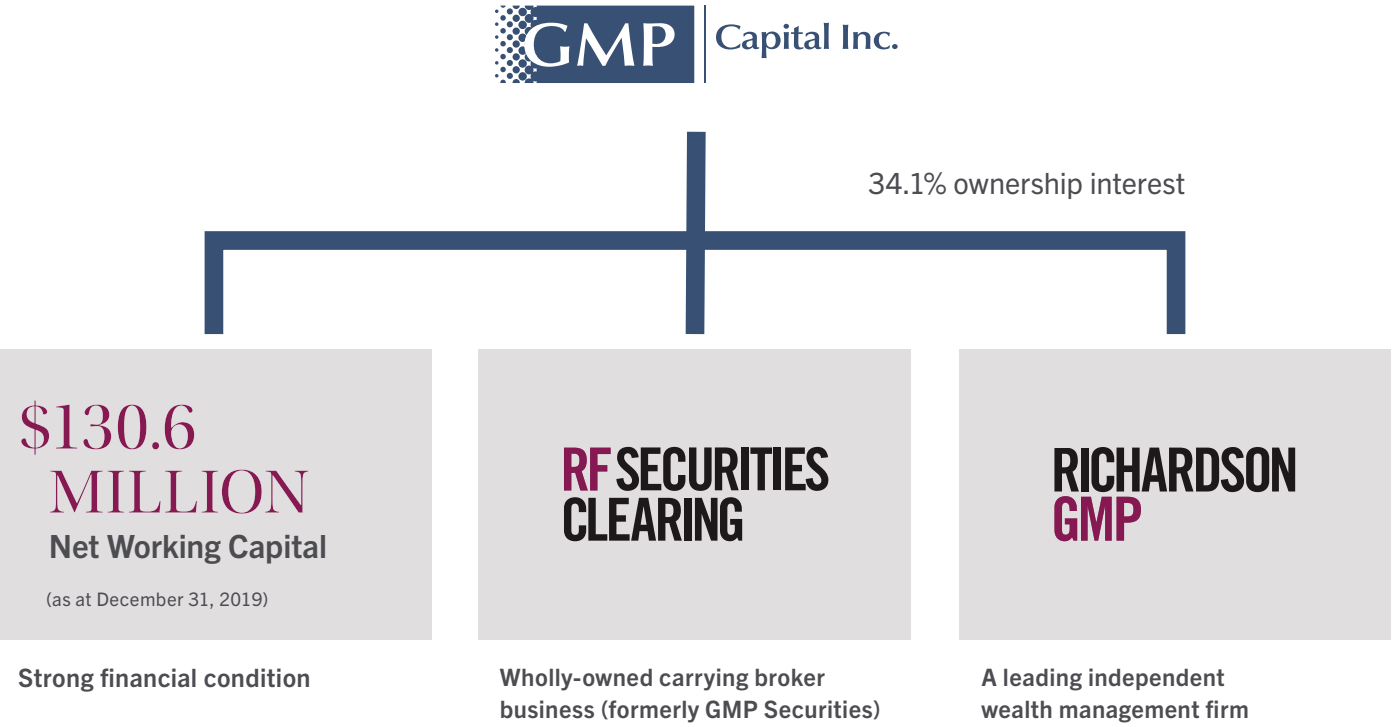 GMP Capital Inc.
34.1% ownership interest
$130.6
MILLION
Net Working Capital
(as at December 31, 2019)
Strong financial condition
RF SECURITIES
CLEARING
Wholly-owned carrying broker
business (formerly GMP Securities)
RICHARDSON
GMP
A leading independent
wealth management firm